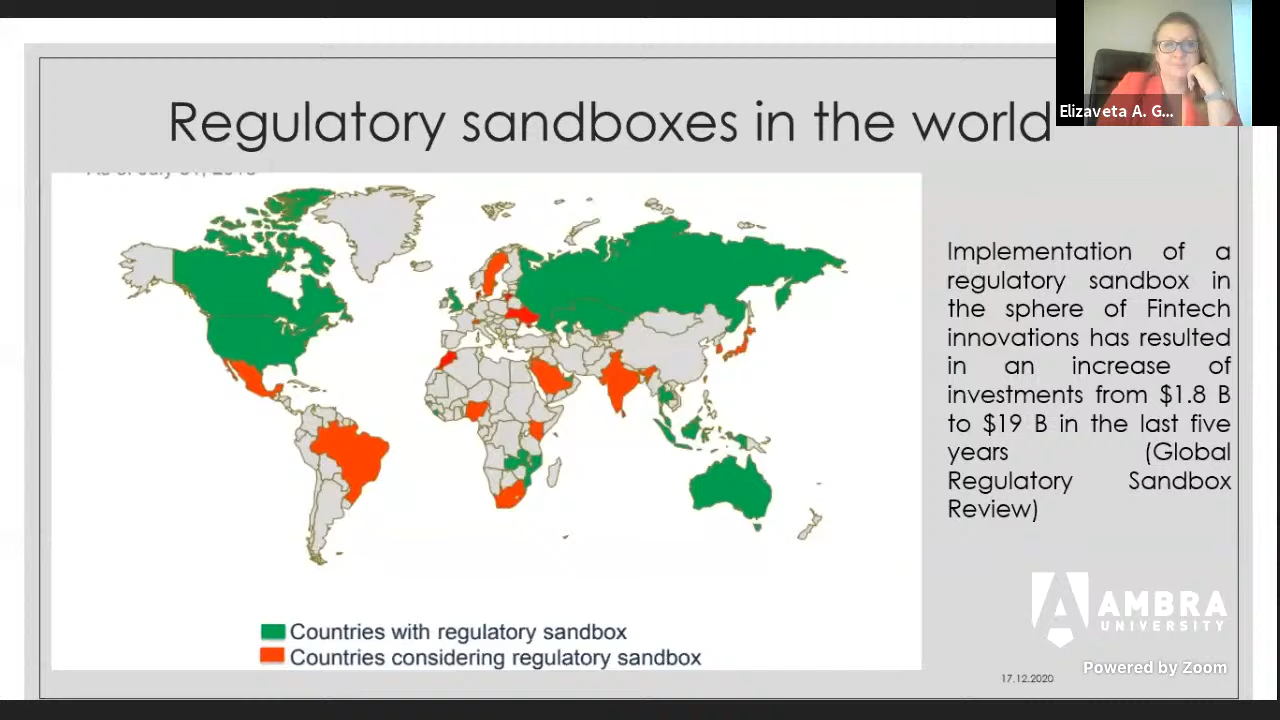 Elizaveta A. G...
Regulatory sandboxes in the world
Implementation of a
regulatory sandbox in
the sphere of Fintech
innovations has resulted
in an increase of
investments from $1.8 B
to $19 B in the last five
years (Global
Regulatory Sandbox
Review)
Countries with regulatory sandbox
Countries considering regulatory sandbox
AMBRA
UNIVERSITY
Powered by Zoom
17.12.2020